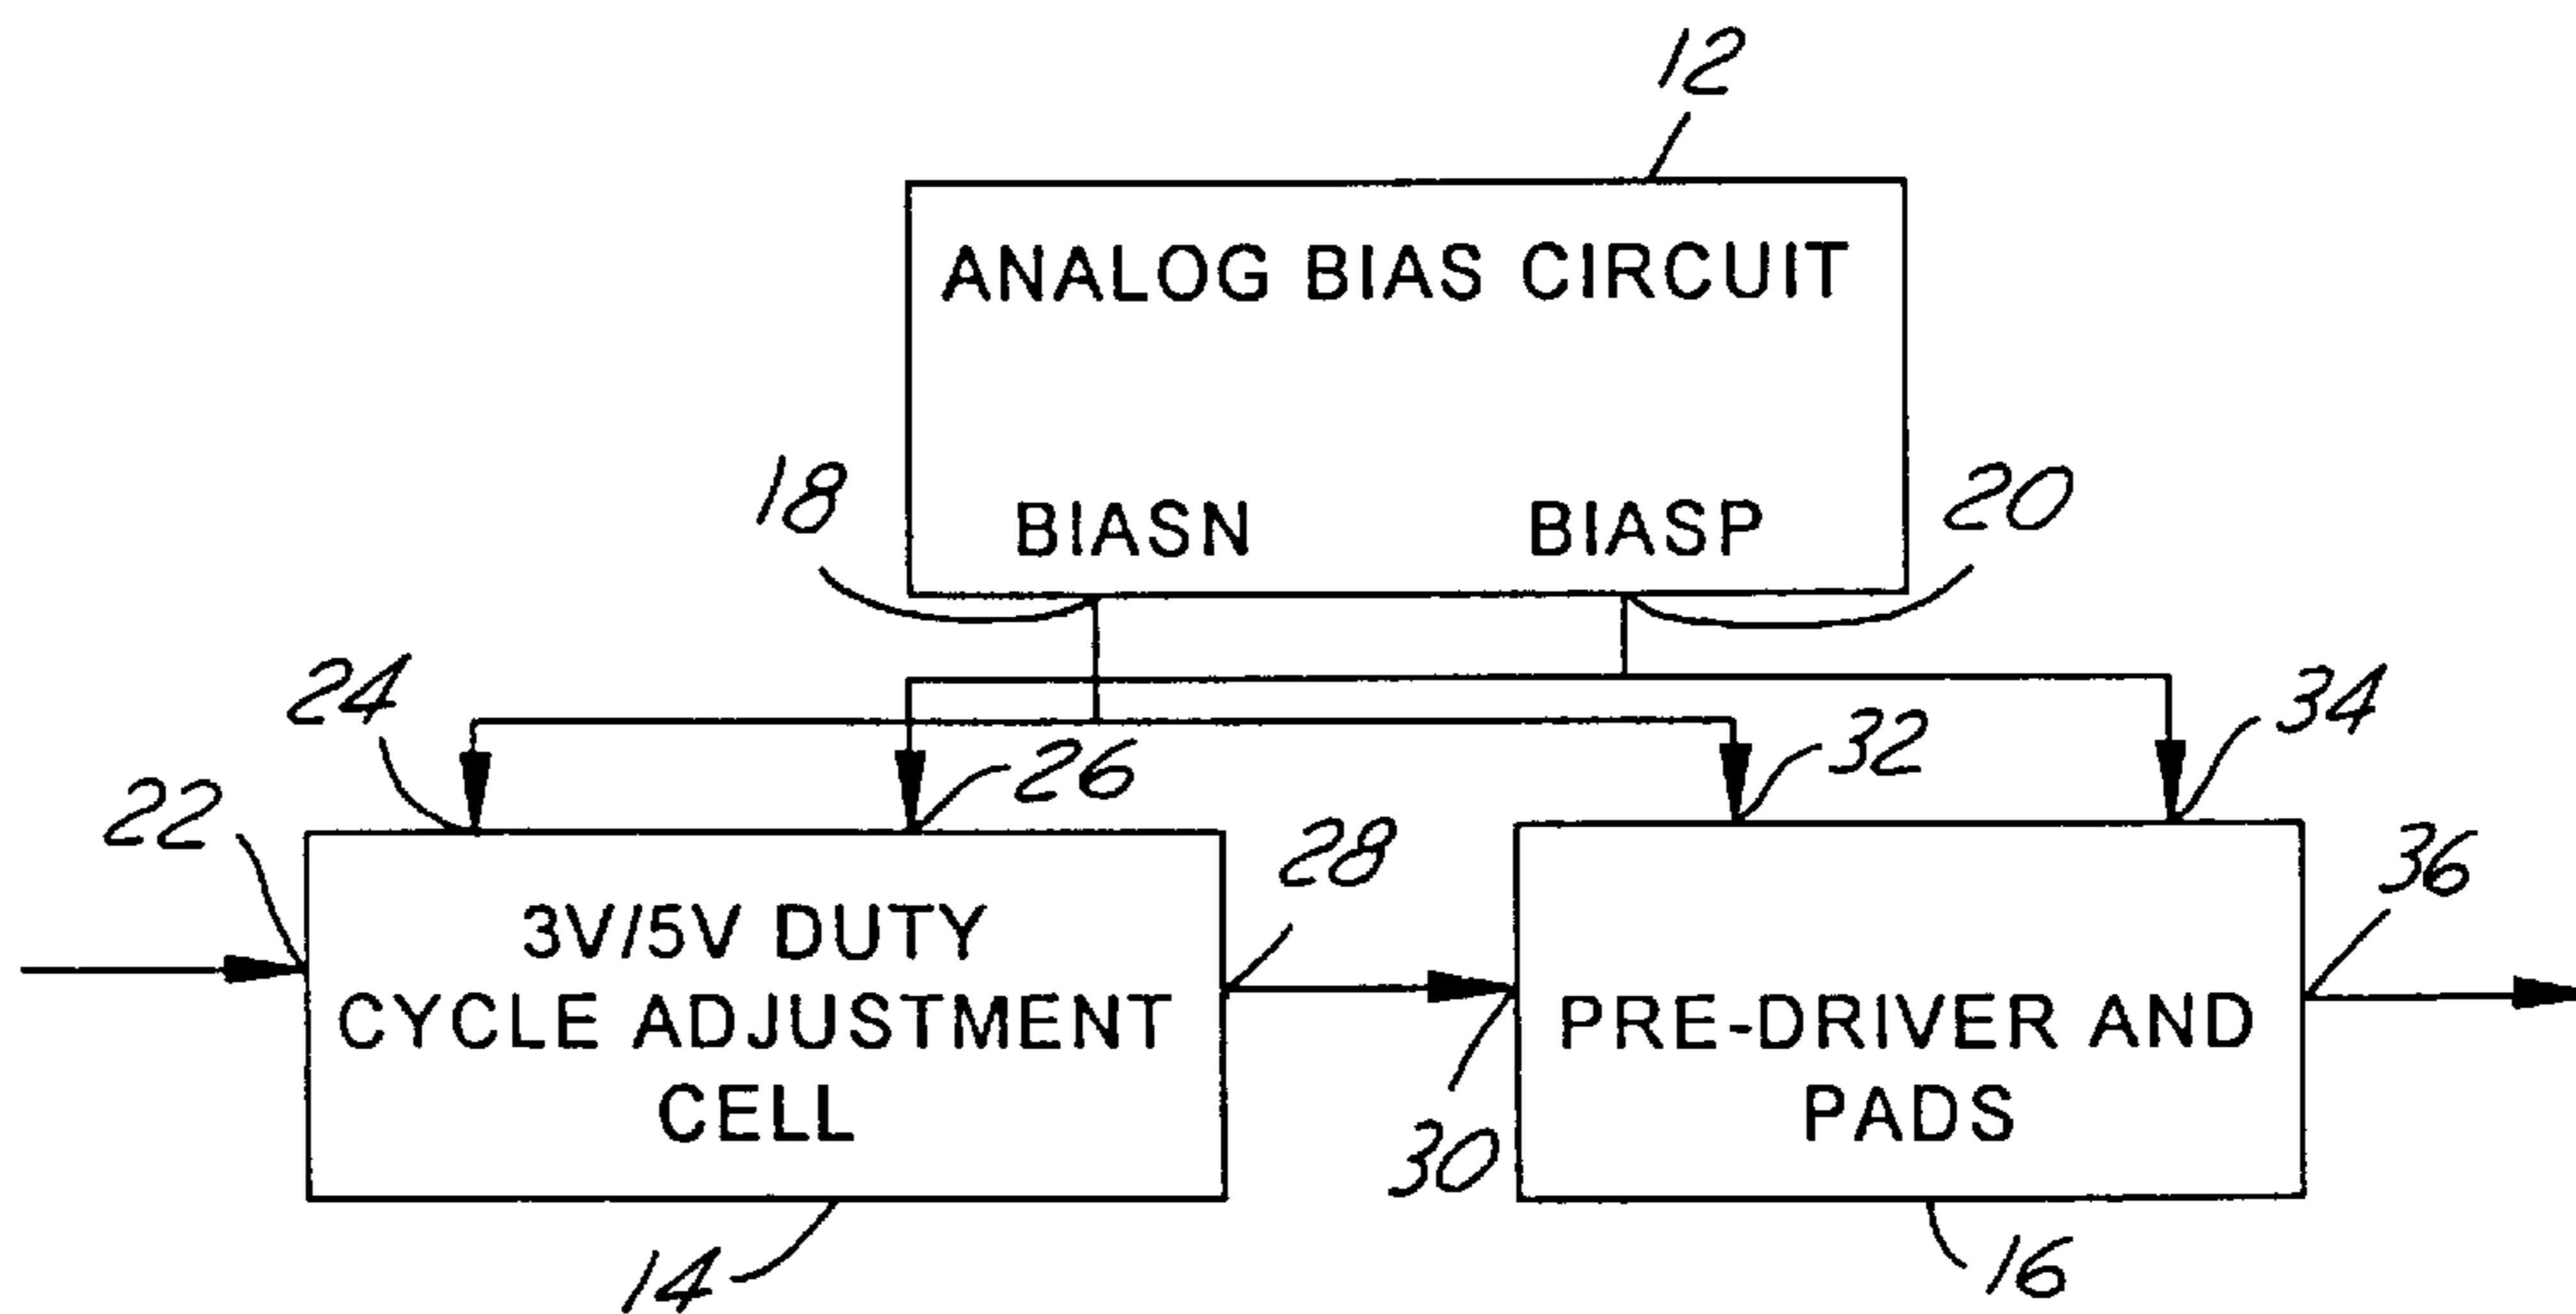 12
ANALOG BIAS CIRCUIT
18
BIASN
BIASP
20
24
26
32
34
22
28
36
3V/5V DUTY
CYCLE ADJUSTMENT
CELL
30
PRE-DRIVER AND
PADS
14
16